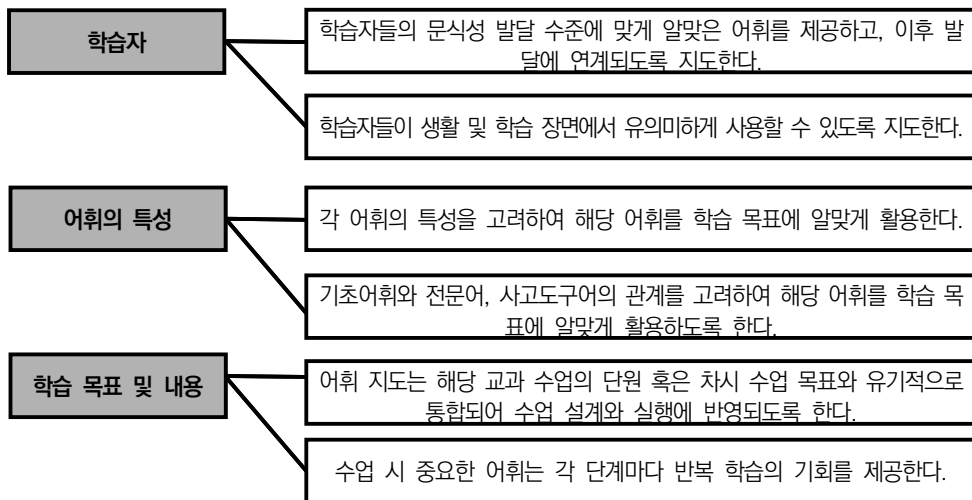 학습자
학습자들의 문식성 발달 수준에 맞게 알맞은 어휘를 제공하고, 이후 발
달에 연계되도록 지도한다.
학습자들이 생활 및 학습 장면에서 유의미하게 사용할 수 있도록 지도한다.
어휘의 특성
각 어휘의 특성을 고려하여 해당 어휘를 학습 목표에 알맞게 활용한다.
기초어휘와 전문어, 사고도구어의 관계를 고려하여 해당 어휘를 학습 목
표에 알맞게 활용하도록 한다.
학습 목표 및 내용
어휘 지도는 해당 교과 수업의 단원 혹은 차시 수업 목표와 유기적으로
통합되어 수업 설계와 실행에 반영되도록 한다.
수업 시 중요한 어휘는 각 단계마다 반복 학습의 기회를 제공한다.